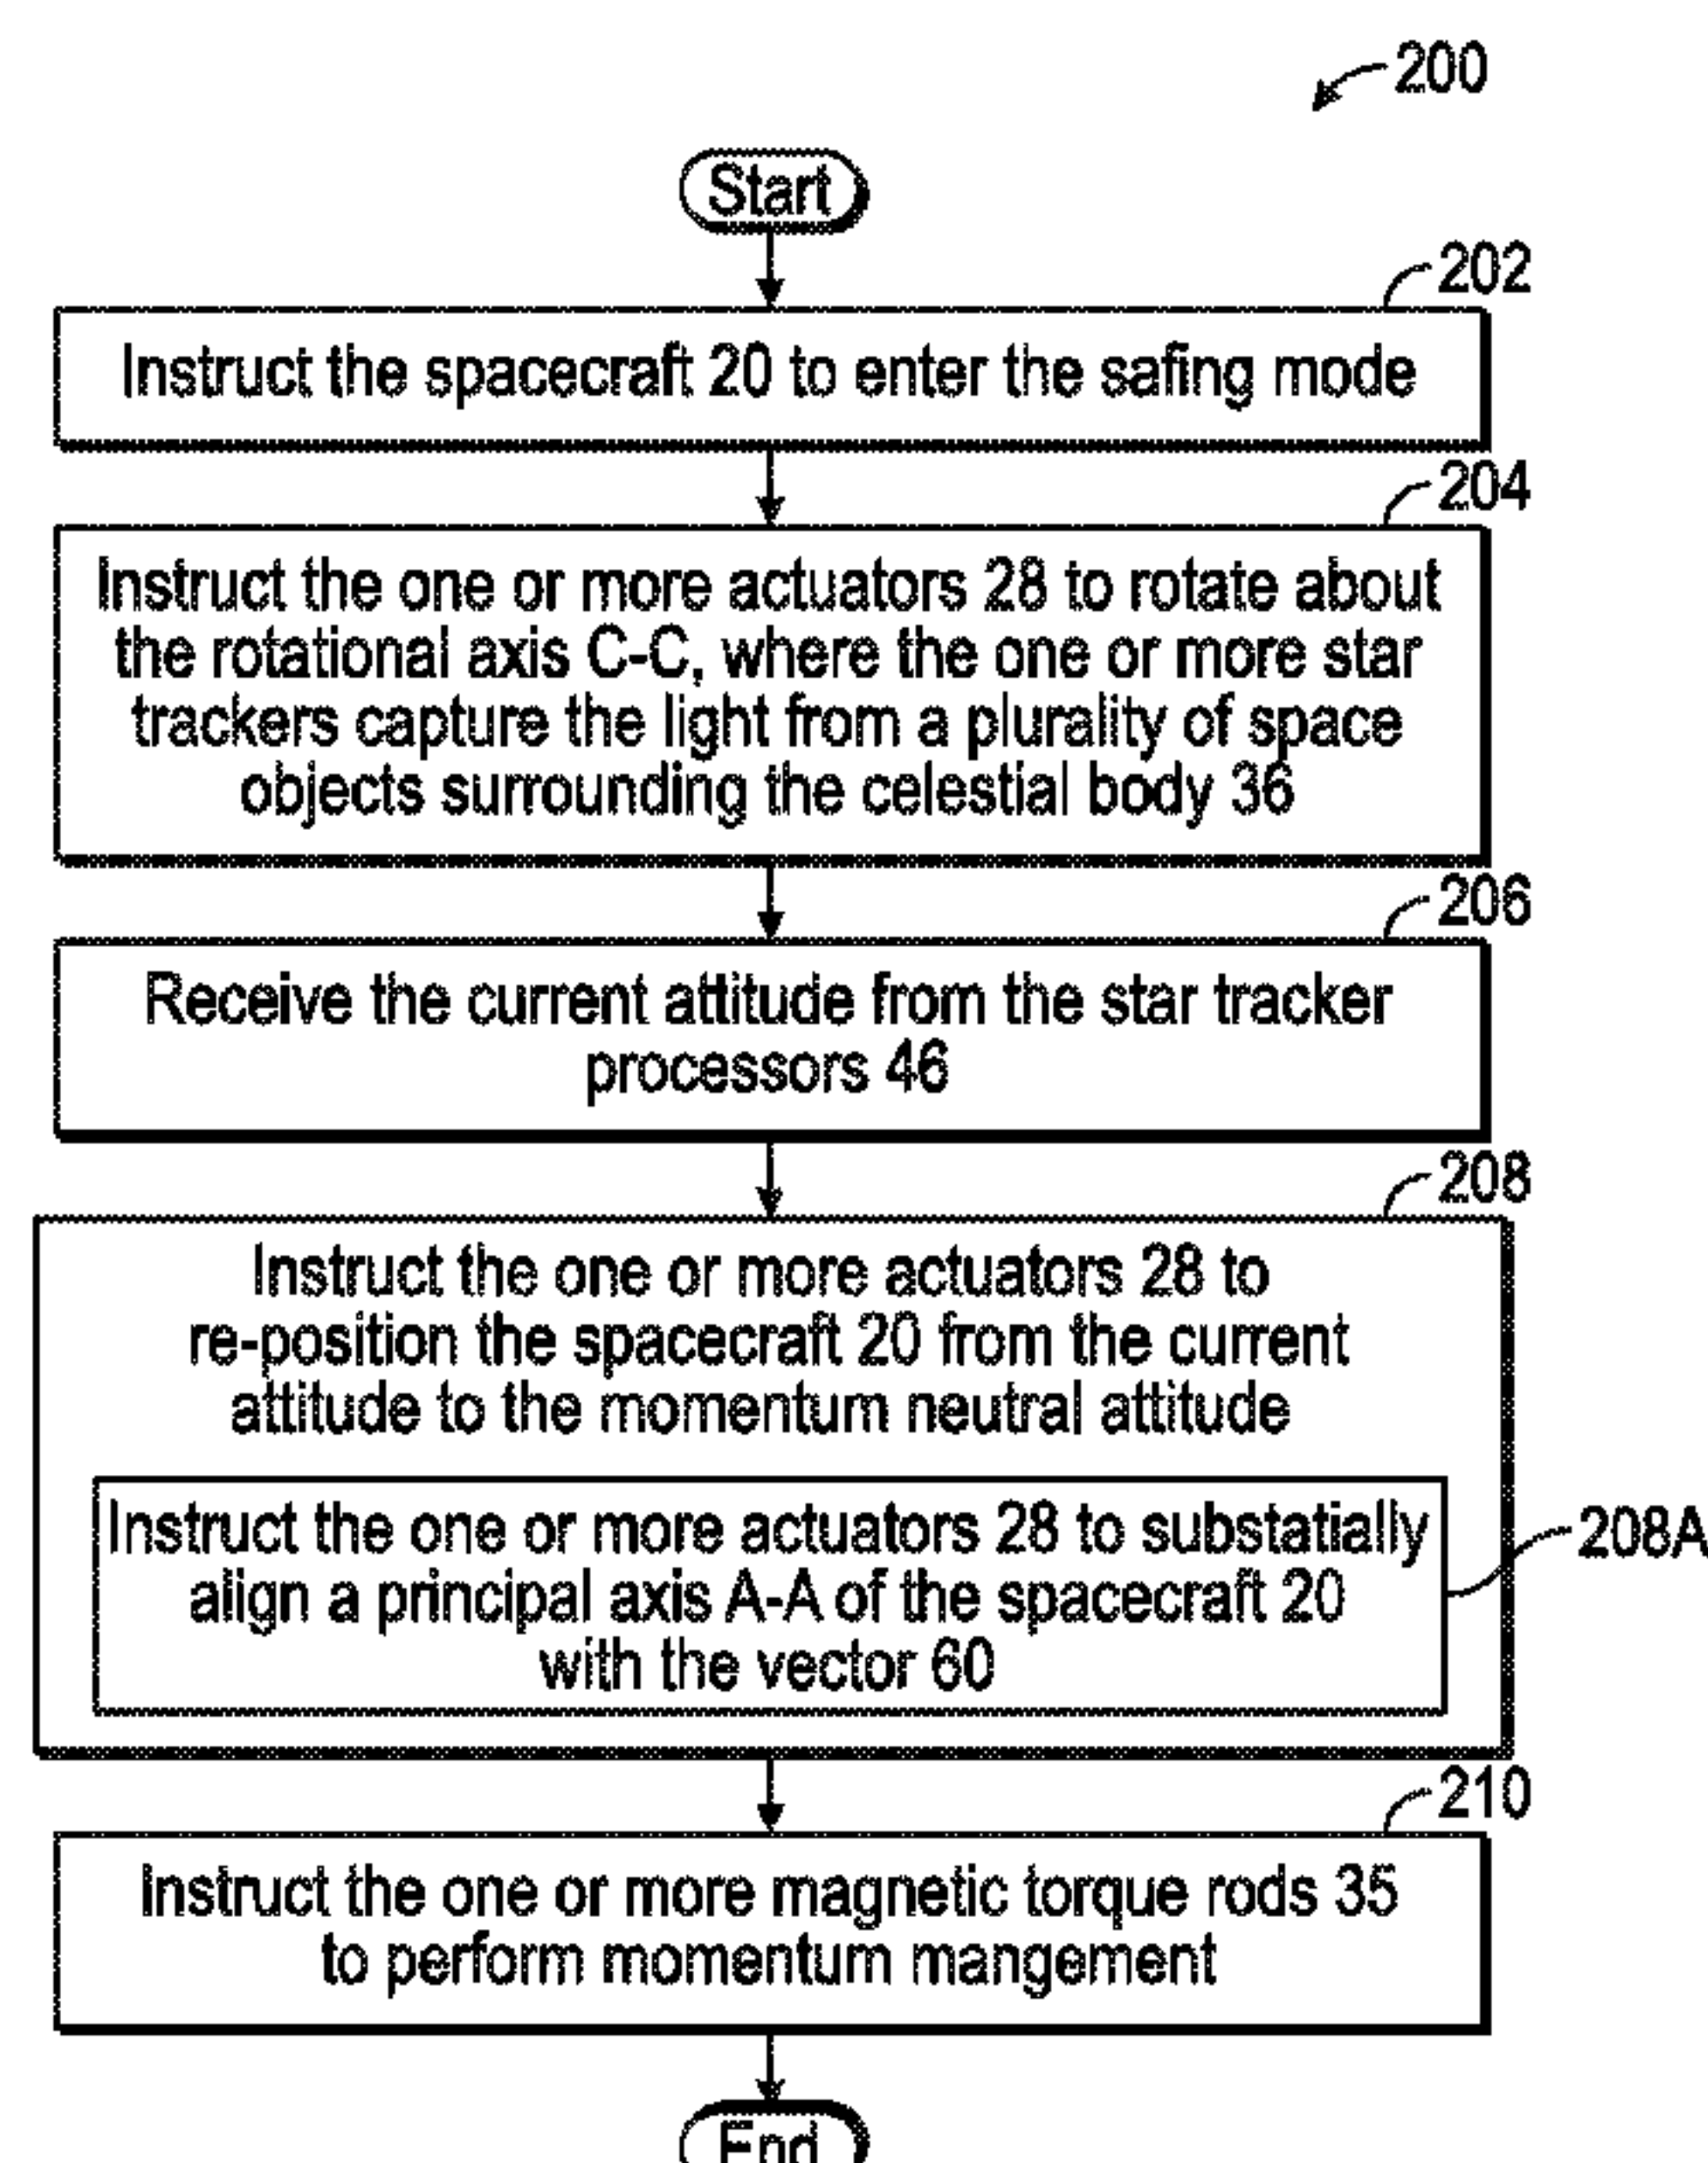 200
Start
202
Instruct the spacecraft 20 to enter the safing mode
204
Instruct the one or more actuators 28 to rotate about
the rotational axis C-C, where the one or more star
trackers capture the light from a plurality of space
objects surrounding the celestial body 36
206
Receive the current attitude from the star tracker
processors 46
208
Instruct the one or more actuators 28 to
re-position the spacecraft 20 from the current
attitude to the momentum neutral attitude
Instruct the one or more actuators 28 to substatially
align a principal axis A-A of the spacecraft 20
with the vector 60
208A
210
Instruct the one or more magnetic torque rods 35
to perform momentum mangement
End